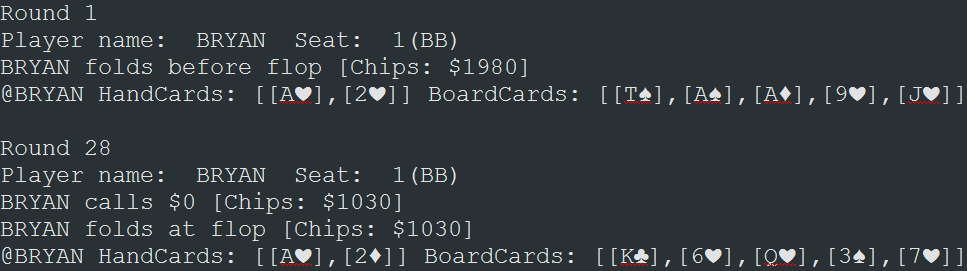 Round 1
Player name:  BRYAN  Seat:  1(BB)
BRYAN folds before flop [Chips: $1980]
@BRYAN HandCards: [[A♥],[2♥]] BoardCards: [[T♠],[A♠],[A♦],[9♥],[J♥]]
Round 28
Player name:  BRYAN  Seat:  1(BB)
BRYAN calls $0 [Chips: $1030]
BRYAN folds at flop [Chips: $1030]
@BRYAN HandCards: [[A♥],[2♦]] BoardCards: [[K♣],[6♥],[Q♥],[3♠],[7♥]]